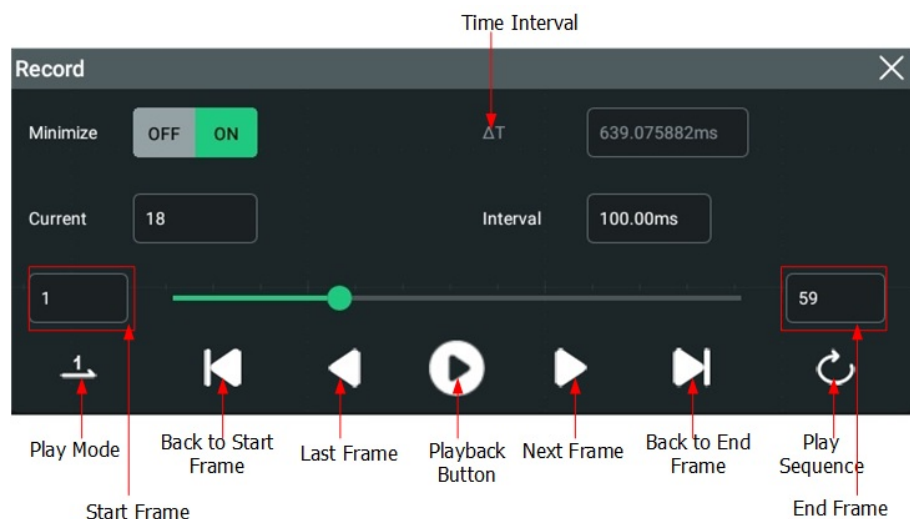 Time Interval
Record
Minimize OFF ON ΔT 639.075882ms
Current 18 Interval 100.00ms
1 59
1
Play Mode Back to Start Frame Last Frame Playback Button Next Frame Back to End Frame Play Sequence
Start Frame End Frame